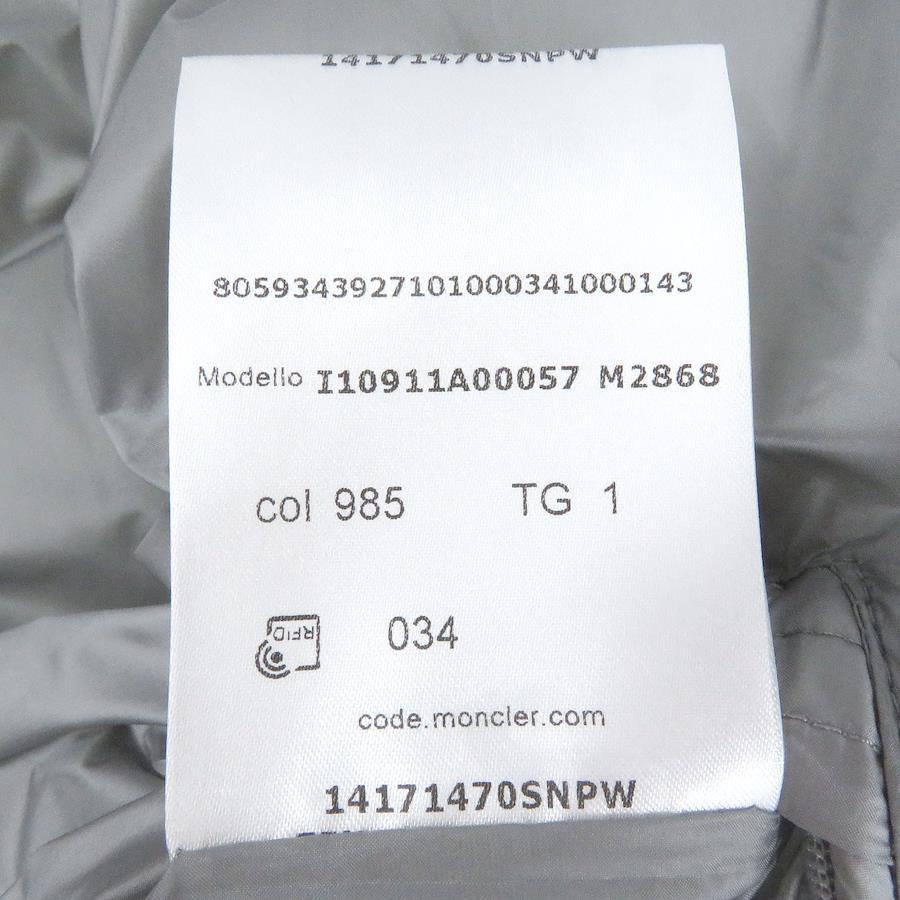 14171470SNPW
8059343927101000341000143
Modello I10911A00057 M2868
col 985 TG 1
RFID 034
code.moncler.com
14171470SNPW